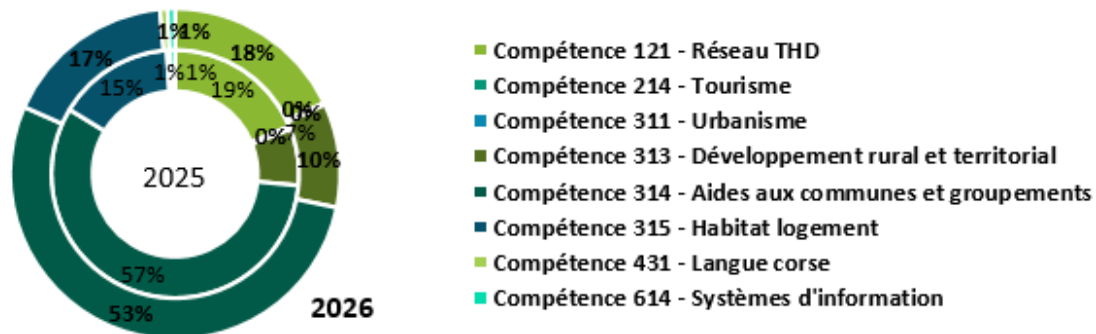 1%
1%
17%
18%
1%
1%
15%
19%
0%
0%
0%
7%
10%
2025
57%
53%
2026
Compétence 121 - Réseau THD
Compétence 214 - Tourisme
Compétence 311 - Urbanisme
Compétence 313 - Développement rural et territorial
Compétence 314 - Aides aux communes et groupements
Compétence 315 - Habitat logement
Compétence 431 - Langue corse
Compétence 614 - Systèmes d'information